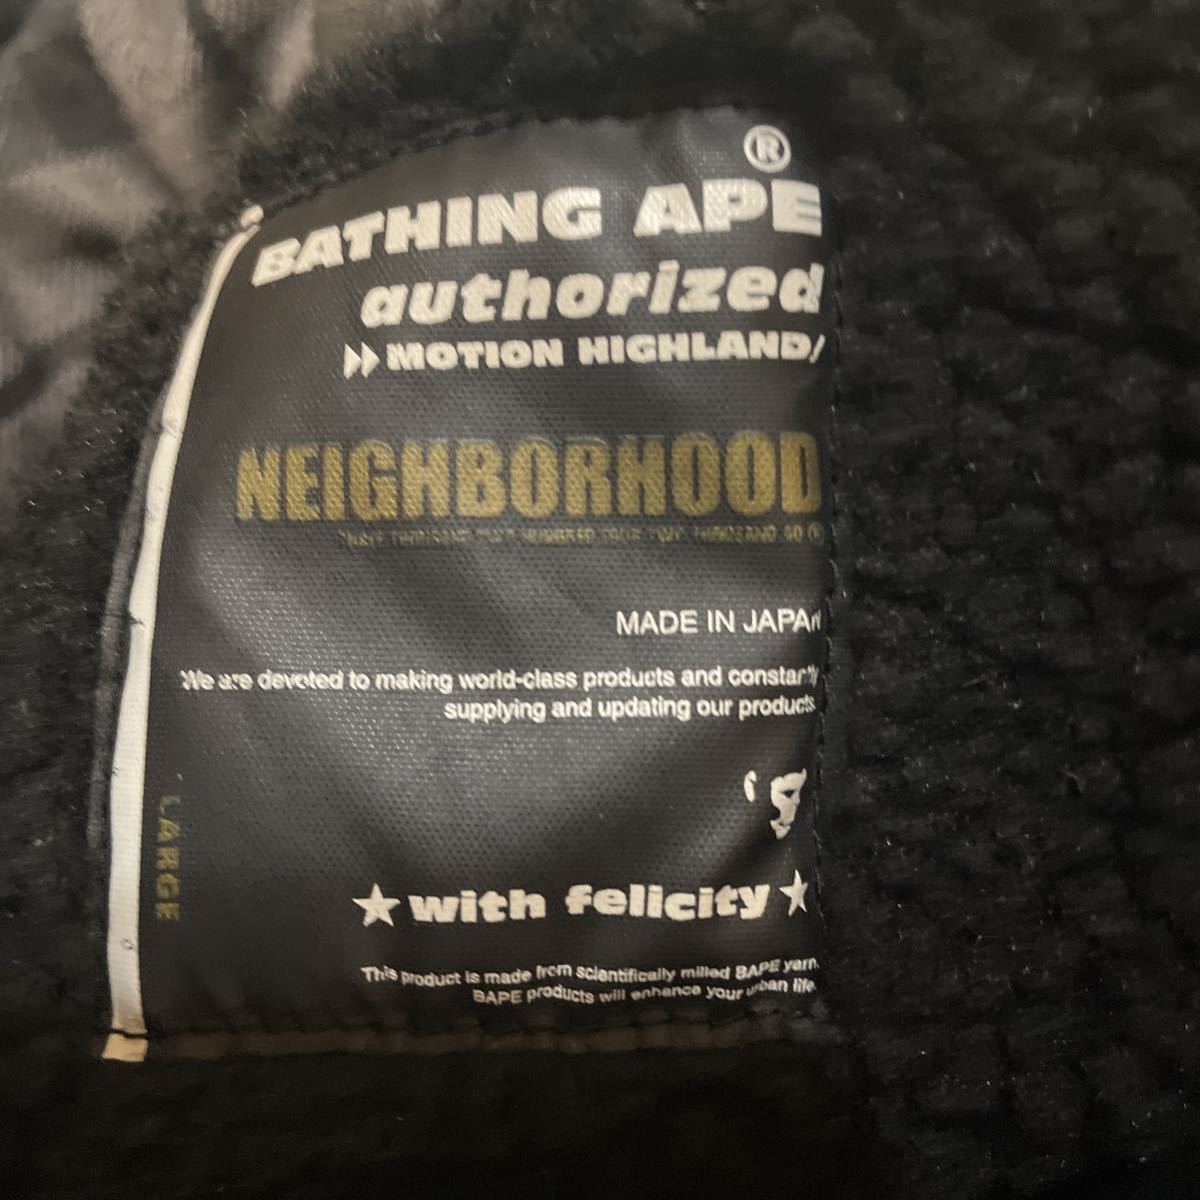 ®
BATHING APE
authorized
MOTION HIGHLAND/
NEIGHBORHOOD
MADE IN JAPAN
We are devoted to making world-class products and constantly
supplying and updating our products.
LARGE
★with felicity★
This product is made from scientifically milled BAPE yarn.
BAPE products will enhance your urban life.